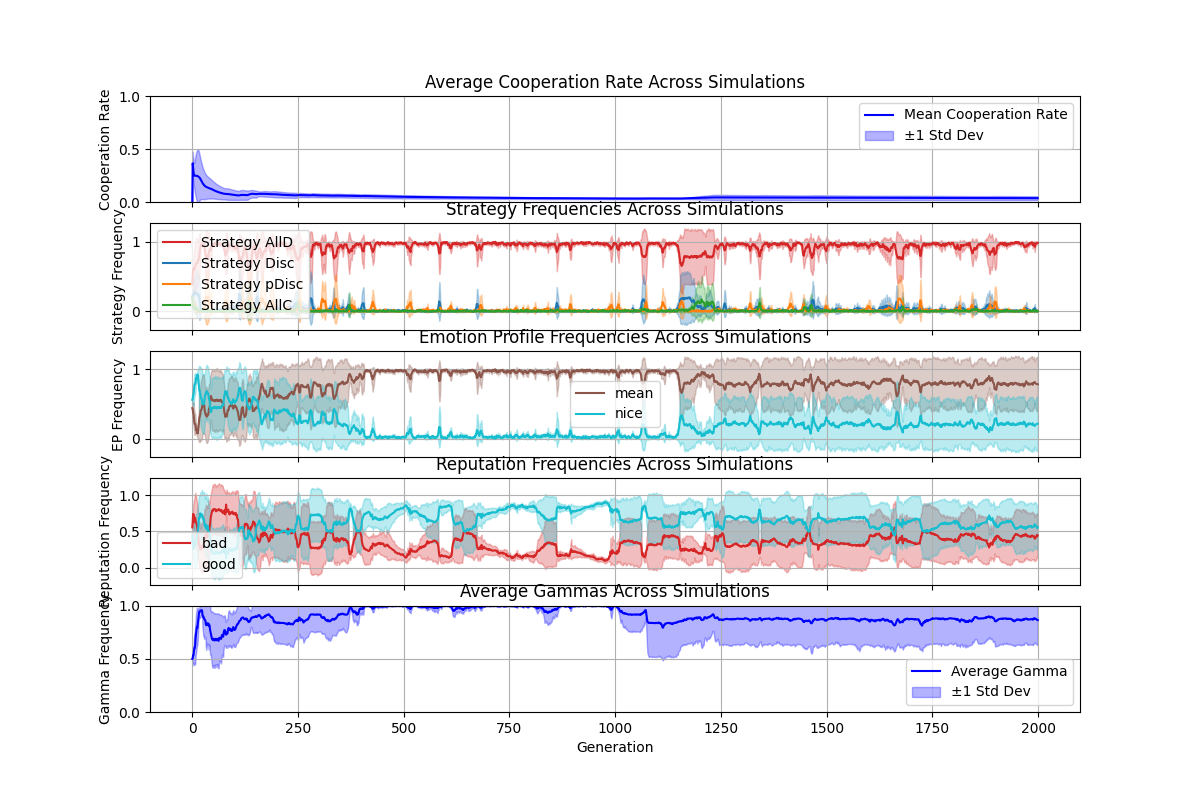 Average Cooperation Rate Across Simulations
Cooperation Rate
1.0
0.5
0.0
Mean Cooperation Rate
±1 Std Dev
Strategy Frequencies Across Simulations
Strategy Frequency
1
0
Strategy AllD
Strategy Disc
Strategy pDisc
Strategy AllC
Emotion Profile Frequencies Across Simulations
EP Frequency
1
0
mean
nice
Reputation Frequencies Across Simulations
Reputation Frequency
1.0
0.5
0.0
bad
good
Average Gammas Across Simulations
Gamma Frequency
1.0
0.5
0.0
Average Gamma
±1 Std Dev
0 250 500 750 1000 1250 1500 1750 2000
Generation